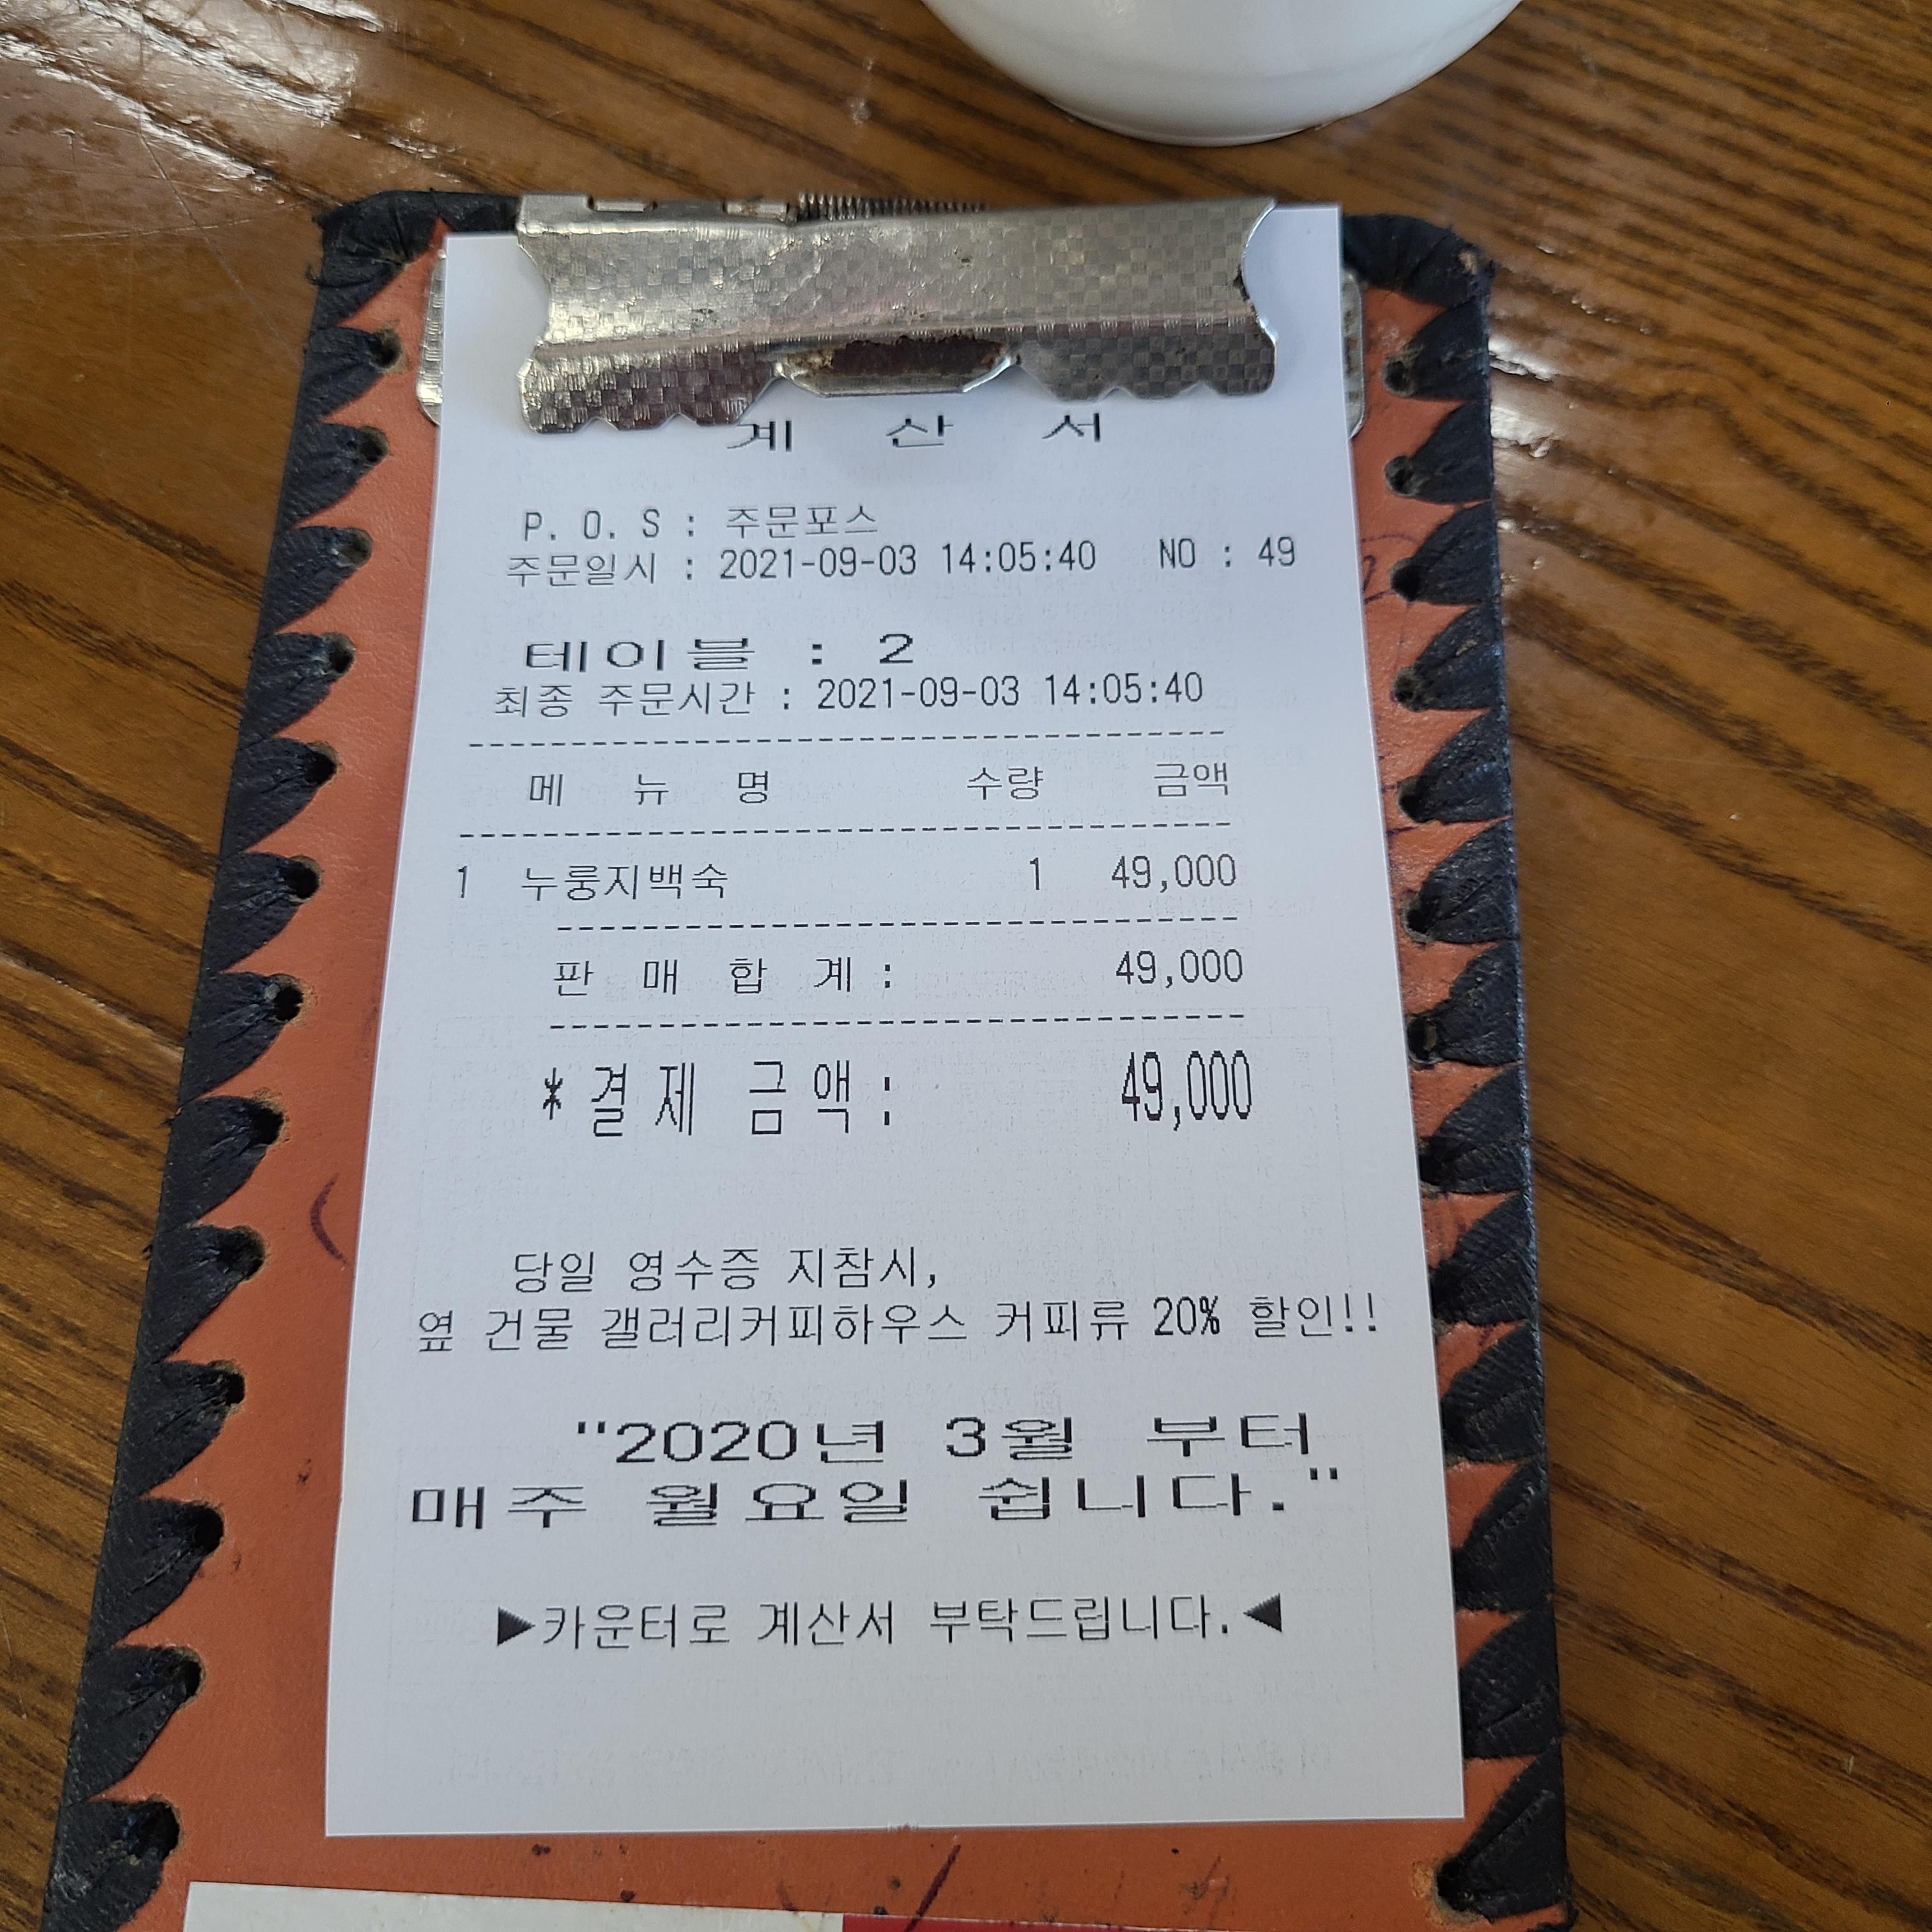 계 산 서
P. O. S : 주문포스
주문일시 : 2021-09-03 14:05:40 NO : 49
테이블 : 2
최종 주문시간 : 2021-09-03 14:05:40
메 뉴 명 수량 금액
1 누룽지백숙 1 49,000
판 매 합 계 : 49,000
*결 제 금 액 : 49,000
당일 영수증 지참시,
옆 건물 갤러리커피하우스 커피류 20% 할인!!
"2020년 3월 부터
매주 월요일 쉽니다."
▶카운터로 계산서 부탁드립니다.◀